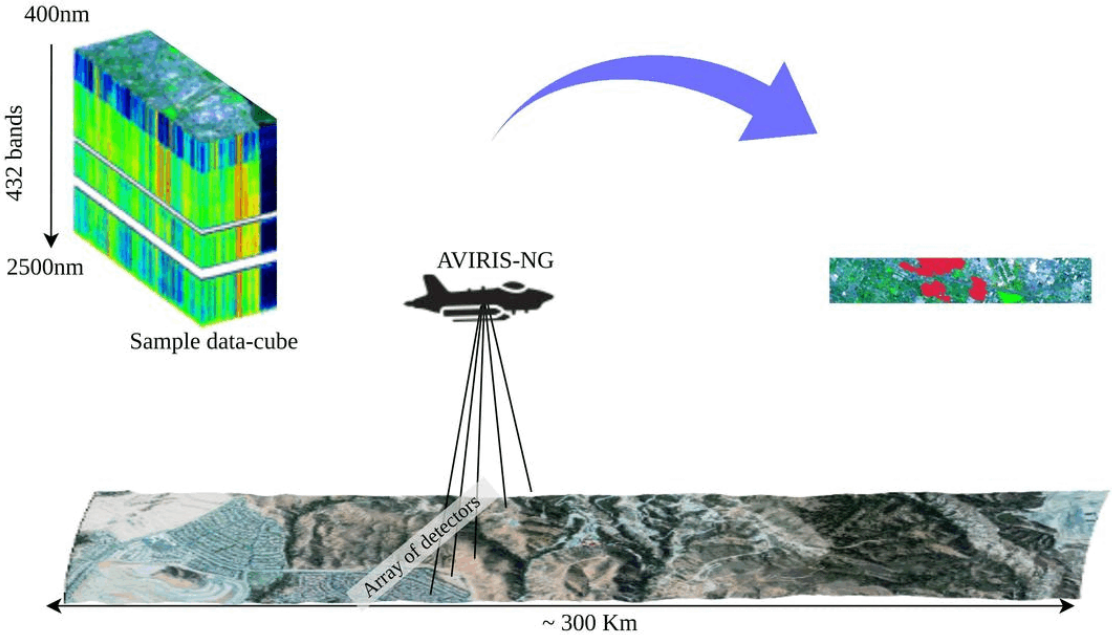 400nm
432 bands
2500nm
Sample data-cube
AVIRIS-NG
Array of detectors
~ 300 Km